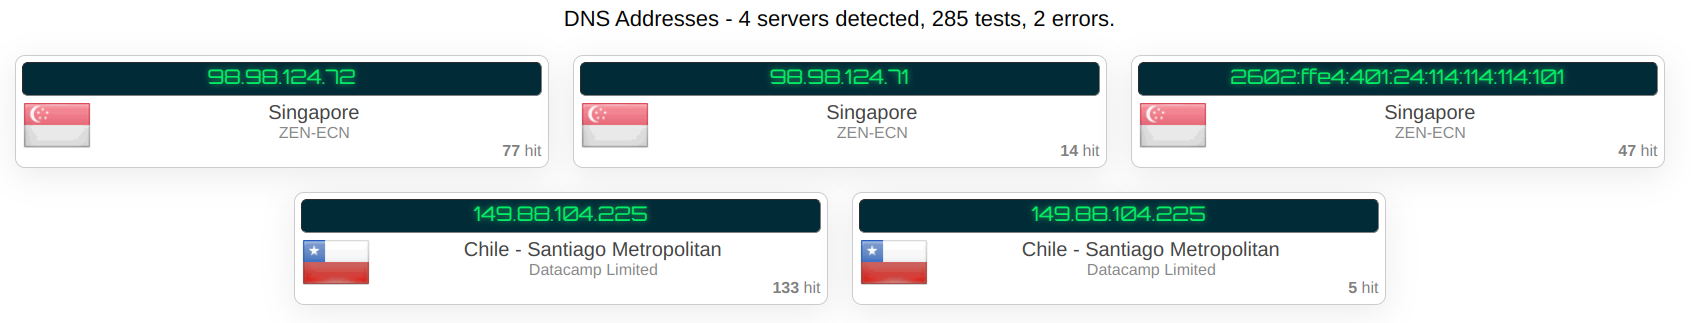 DNS Addresses - 4 servers detected, 285 tests, 2 errors.
98.98.124.72
Singapore
ZEN-ECN
77 hit
98.98.124.71
Singapore
ZEN-ECN
14 hit
2602:ffe4:401:24:114:114:114:101
Singapore
ZEN-ECN
47 hit
149.88.104.225
Chile - Santiago Metropolitan
Datacamp Limited
133 hit
149.88.104.225
Chile - Santiago Metropolitan
Datacamp Limited
5 hit